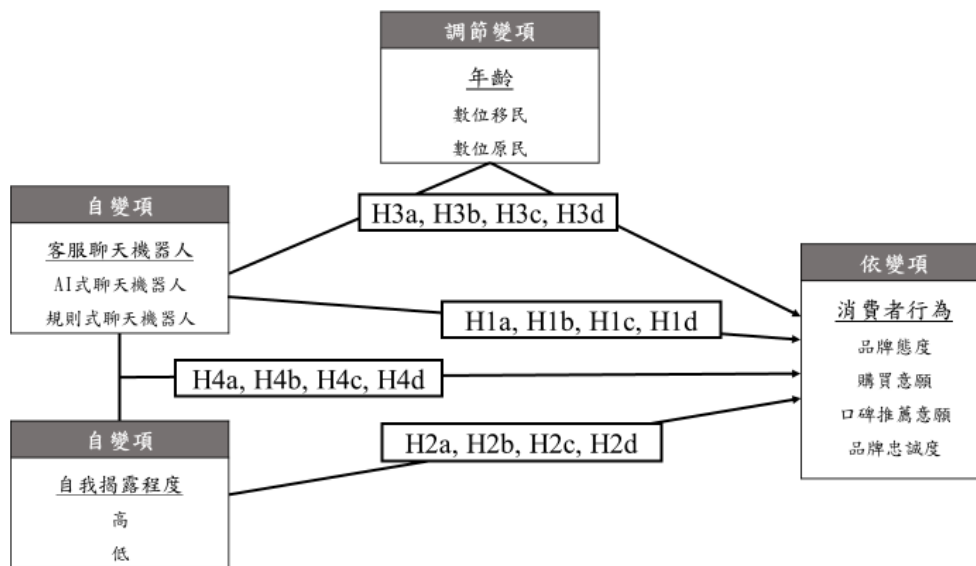 調節變項
年齡
數位移民
數位原民
H3a, H3b, H3c, H3d
自變項
客服聊天機器人
AI式聊天機器人
規則式聊天機器人
H1a, H1b, H1c, H1d
依變項
消費者行為
品牌態度
購買意願
口碑推薦意願
品牌忠誠度
H4a, H4b, H4c, H4d
H2a, H2b, H2c, H2d
自變項
自我揭露程度
高
低